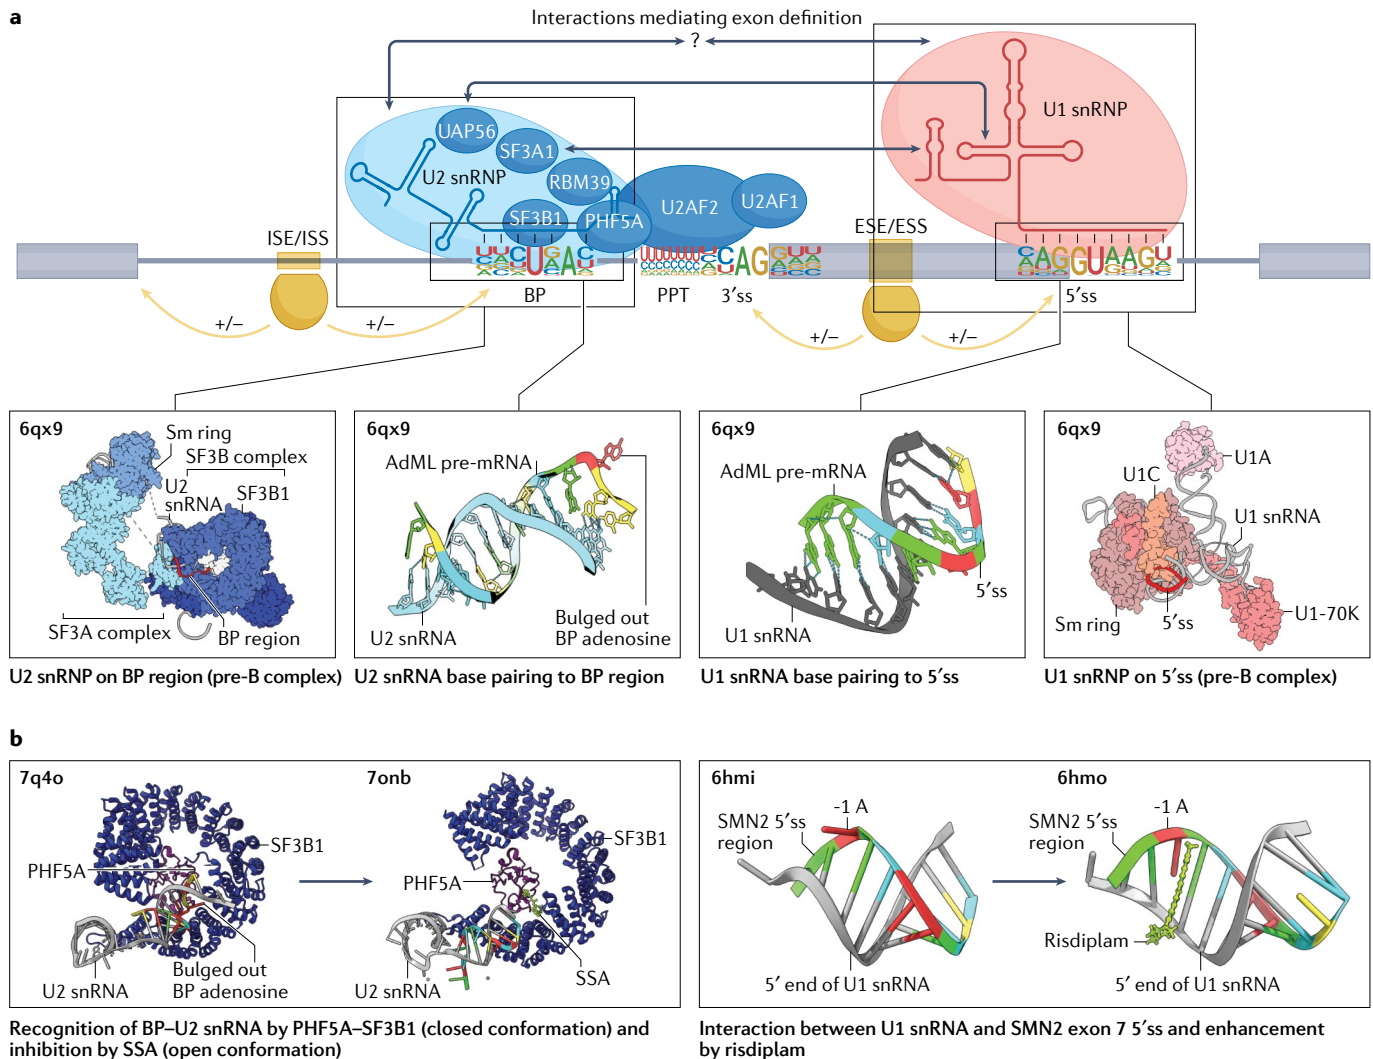 a
Interactions mediating exon definition
?
U1 snRNP
UAP56
SF3A1
U2 snRNP
RBM39
SF3B1
PHF5A
U2AF2
U2AF1
ISE/ISS
ESE/ESS
BP
PPT
3′ss
5′ss
+/–
+/–
+/–
+/–
6qx9
Sm ring
SF3B complex
U2
snRNA
SF3B1
SF3A complex
BP region
U2 snRNP on BP region (pre-B complex)
6qx9
AdML pre-mRNA
U2 snRNA
Bulged out
BP adenosine
U2 snRNA base pairing to BP region
6qx9
AdML pre-mRNA
5′ss
U1 snRNA
U1 snRNA base pairing to 5′ss
6qx9
U1A
U1C
U1 snRNA
Sm ring
5′ss
U1-70K
U1 snRNP on 5′ss (pre-B complex)
b
7q4o
SF3B1
PHF5A
U2 snRNA
Bulged out
BP adenosine
7onb
SF3B1
PHF5A
U2 snRNA
SSA
Recognition of BP–U2 snRNA by PHF5A–SF3B1 (closed conformation) and
inhibition by SSA (open conformation)
6hmi
-1 A
SMN2 5′ss
region
5′ end of U1 snRNA
6hmo
-1 A
SMN2 5′ss
region
Risdiplam
5′ end of U1 snRNA
Interaction between U1 snRNA and SMN2 exon 7 5′ss and enhancement
by risdiplam